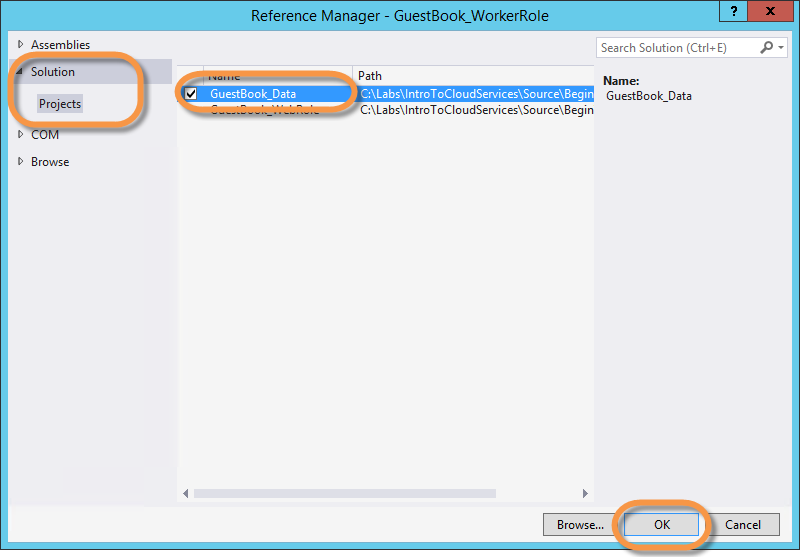 Reference Manager - GuestBook_WorkerRole
? x
Assemblies
Solution
Projects
COM
Browse
Name Path
GuestBook_Data C:\Labs\IntroToCloudServices\Source\Begin
GuestBook_WebRole C:\Labs\IntroToCloudServices\Source\Begin
Search Solution (Ctrl+E)
Name:
GuestBook_Data
Browse... OK Cancel